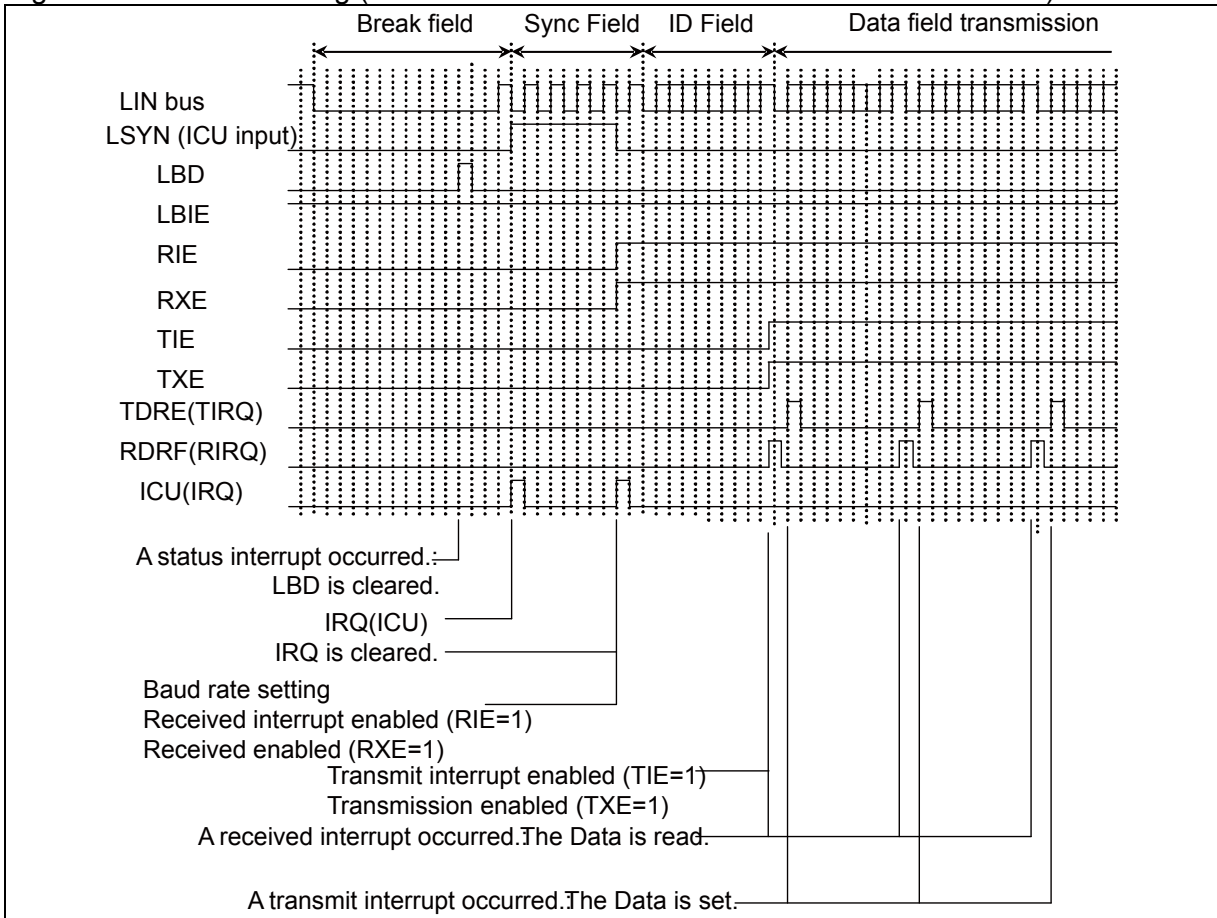 Break field Sync Field ID Field Data field transmission
LIN bus
LSYN (ICU input)
LBD
LBIE
RIE
RXE
TIE
TXE
TDRE(TIRQ)
RDRF(RIRQ)
ICU(IRQ)
A status interrupt occurred.:
LBD is cleared.
IRQ(ICU)
IRQ is cleared.
Baud rate setting
Received interrupt enabled (RIE=1)
Received enabled (RXE=1)
Transmit interrupt enabled (TIE=1)
Transmission enabled (TXE=1)
A received interrupt occurred.:The Data is read.
A transmit interrupt occurred.:The Data is set.